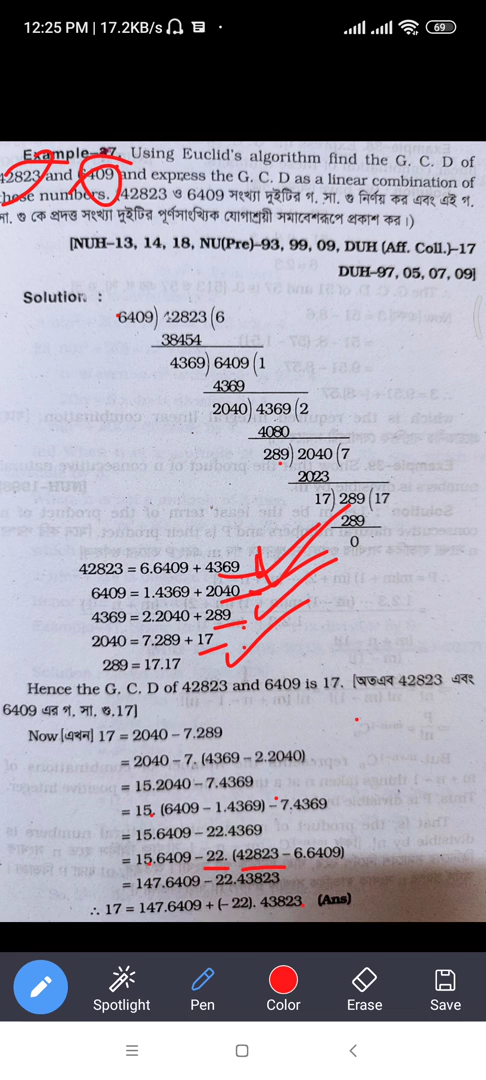 12:25 PM | 17.2KB/s
69
Example-37. Using Euclid's algorithm find the G. C. D of
42823 and 6409 and express the G. C. D as a linear combination of
these numbers. (42823 ও 6409 সংখ্যা দুইটির গ. সা. গু নির্ণয় কর এবং এই গ.
সা. গু কে প্রদত্ত সংখ্যা দুইটির পূর্ণসাংখ্যিক যোগাশ্রয়ী সমাবেশরূপে প্রকাশ কর।)
[NUH-13, 14, 18, NU(Pre)-93, 99, 09, DUH (Aff. Coll.)-17
DUH-97, 05, 07, 09]
Solution :
6409) 42823 (6
38454
4369) 6409 (1
4369
2040) 4369 (2
4080
289) 2040 (7
2023
17) 289 (17
289
0
42823 = 6.6409 + 4369
6409 = 1.4369 + 2040
4369 = 2.2040 + 289
2040 = 7.289 + 17
289 = 17.17
Hence the G. C. D of 42823 and 6409 is 17. [অতএব 42823 এবং
6409 এর গ. সা. গু.17]
Now [এখন] 17 = 2040 – 7.289
= 2040 – 7. (4369 – 2.2040)
= 15.2040 – 7.4369
= 15. (6409 – 1.4369) – 7.4369
= 15.6409 – 22.4369
= 15.6409 – 22. (42823 – 6.6409)
= 147.6409 – 22.43823
∴ 17 = 147.6409 + (– 22). 43823. (Ans)
Spotlight
Pen
Color
Erase
Save